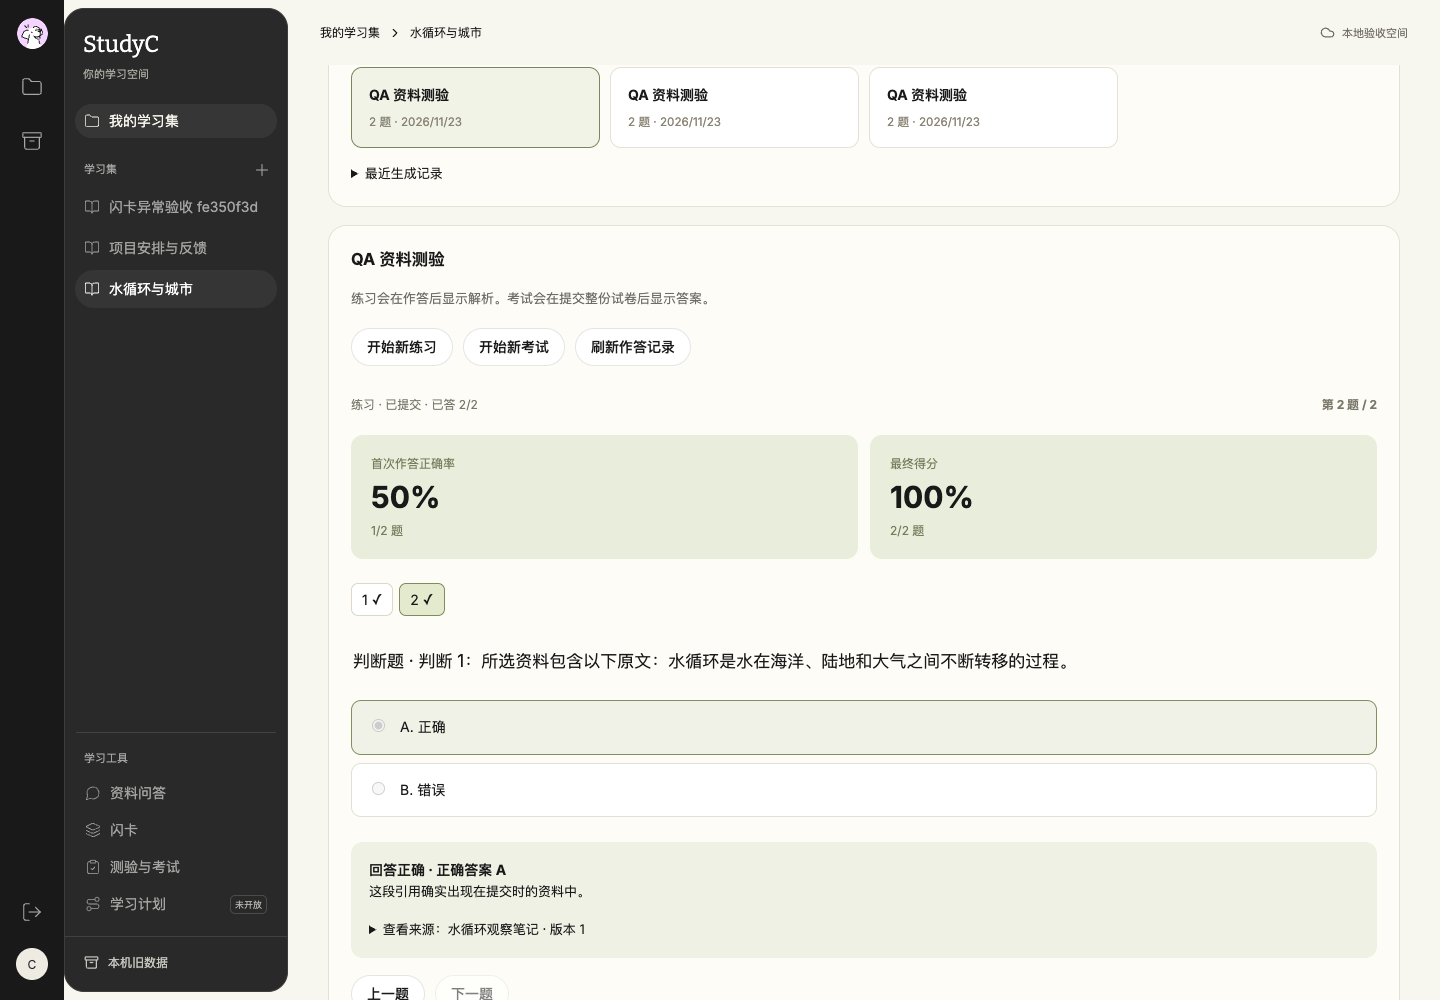 StudyC
你的学习空间
我的学习集
学习集
闪卡异常验收 fe350f3d
项目安排与反馈
水循环与城市
学习工具
资料问答
闪卡
测验与考试
学习计划 未开放
本机旧数据
C
我的学习集 > 水循环与城市
本地验收空间
QA 资料测验
2 题 · 2026/11/23
QA 资料测验
2 题 · 2026/11/23
QA 资料测验
2 题 · 2026/11/23
最近生成记录
QA 资料测验
练习会在作答后显示解析。考试会在提交整份试卷后显示答案。
开始新练习 开始新考试 刷新作答记录
练习 · 已提交 · 已答 2/2 第 2 题 / 2
首次作答正确率
50%
1/2 题
最终得分
100%
2/2 题
1 ✓ 2 ✓
判断题 · 判断 1：所选资料包含以下原文：水循环是水在海洋、陆地和大气之间不断转移的过程。
A. 正确
B. 错误
回答正确 · 正确答案 A
这段引用确实出现在提交时的资料中。
查看来源：水循环观察笔记 · 版本 1
上一题 下一题